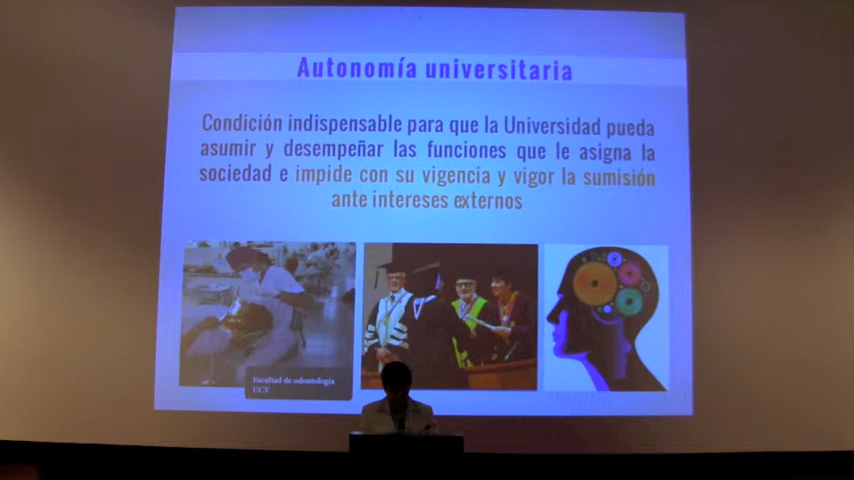 Autonomía universitaria
Condición indispensable para que la Universidad pueda
asumir y desempeñar las funciones que le asigna la
sociedad e impide con su vigencia y vigor la sumisión
ante intereses externos
Facultad de odontología
UCV